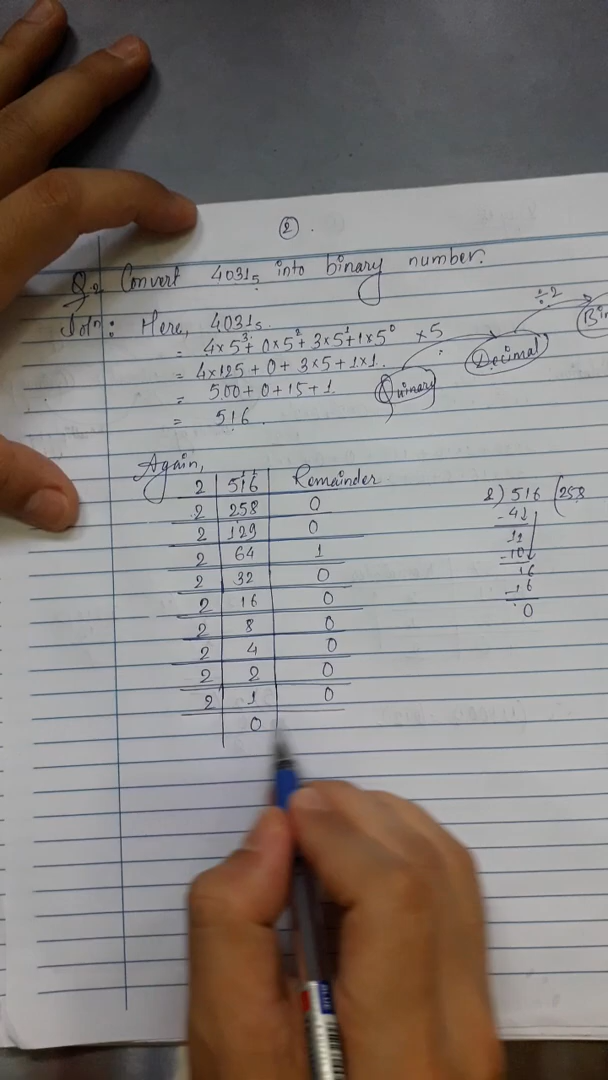 ②.
Q.2 Convert 4031₅ into binary number.
Solⁿ: Here, 4031₅
= 4×5³+ 0×5²+ 3×5¹+1×5⁰
= 4×125 + 0 + 3×5 + 1×1.
= 500 + 0 + 15 + 1
= 516
×5
÷2
Quinary
Decimal
Bin
Again,
2 516 Remainder
2 258 0
2 129 0
2 64 1
2 32 0
2 16 0
2 8 0
2 4 0
2 2 0
2 1 0
0
2) 516 (258
-4↓
11
-10↓
16
-16
0
BLUE